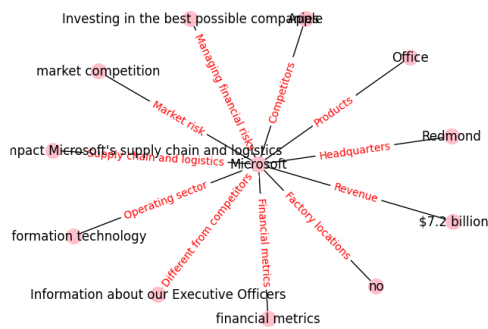 Investing in the best possible companies
Apple
Managing financial risks
Competitors
Office
market competition
Market risk
Products
Redmond
Headquarters
mpact Microsoft's supply chain and logistics
Supply chain and logistics
Microsoft
Operating sector
Revenue
$7.2 billion
formation technology
Different from competitors
Financial metrics
Factory locations
no
Information about our Executive Officers
financial metrics